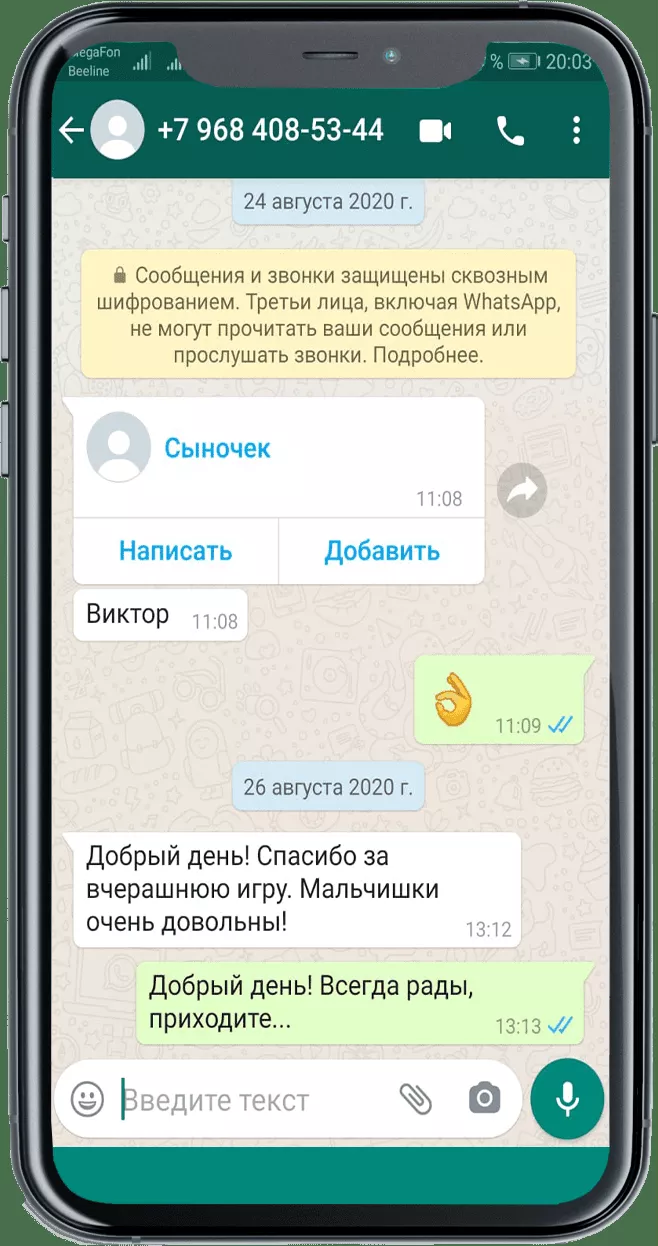 MegaFon
Beeline
% 20:03
+7 968 408-53-44
24 августа 2020 г.
Сообщения и звонки защищены сквозным
шифрованием. Третьи лица, включая WhatsApp,
не могут прочитать ваши сообщения или
прослушать звонки. Подробнее.
Сыночек
11:08
Написать Добавить
Виктор 11:08
👌
11:09
26 августа 2020 г.
Добрый день! Спасибо за
вчерашнюю игру. Мальчишки
очень довольны!
13:12
Добрый день! Всегда рады,
приходите...
13:13
Введите текст